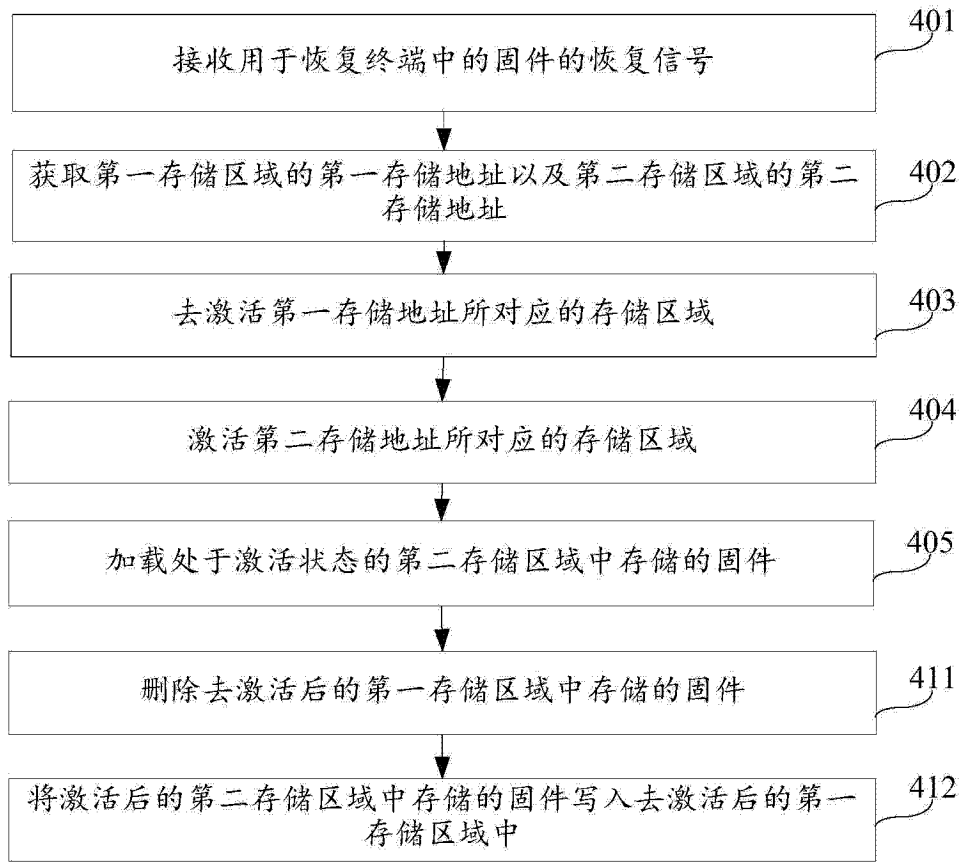 401
接收用于恢复终端中的固件的恢复信号
获取第一存储区域的第一存储地址以及第二存储区域的第二
存储地址
402
去激活第一存储地址所对应的存储区域
403
激活第二存储地址所对应的存储区域
404
加载处于激活状态的第二存储区域中存储的固件
405
删除去激活后的第一存储区域中存储的固件
411
将激活后的第二存储区域中存储的固件写入去激活后的第一
存储区域中
412